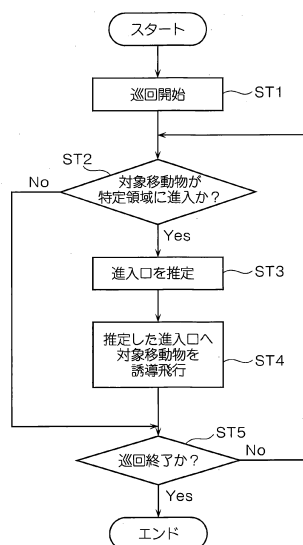 スタート
巡回開始
ST1
ST2
対象移動物が
特定領域に進入か?
No
Yes
進入口を推定
ST3
推定した進入口へ
対象移動物を
誘導飛行
ST4
ST5
巡回終了か?
No
Yes
エンド